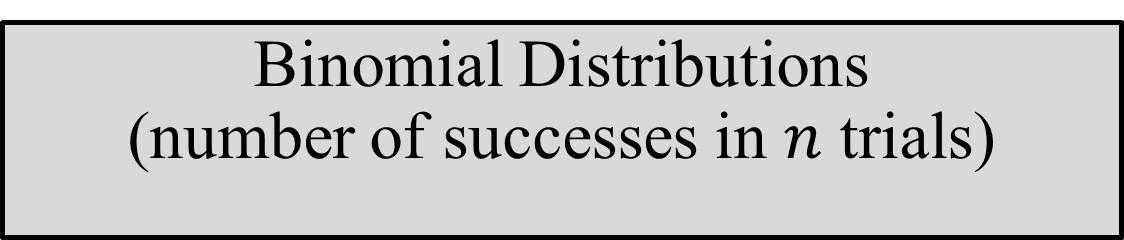 Binomial Distributions
(number of successes in n trials)